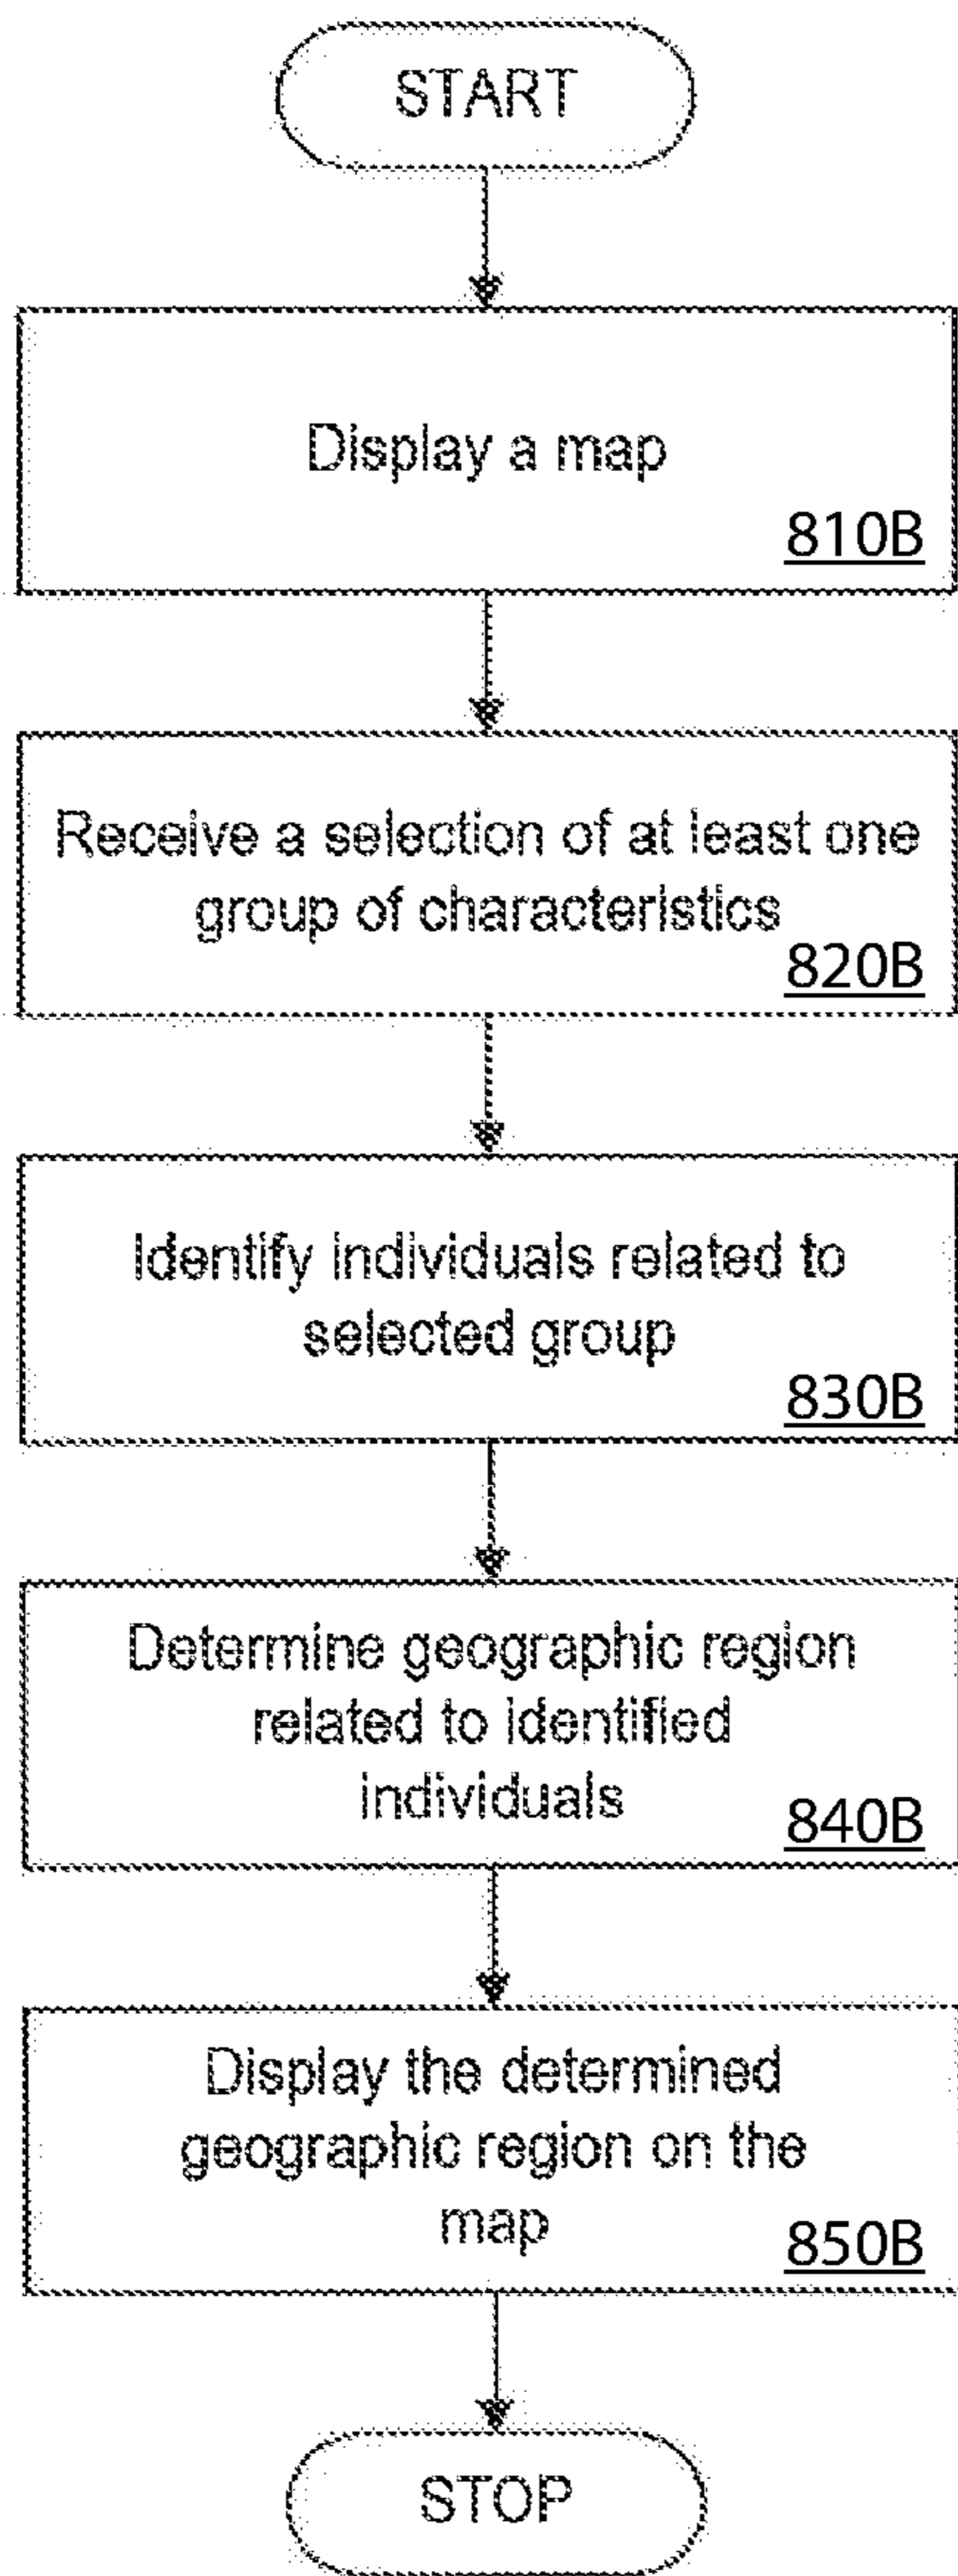 START
Display a map
810B
Receive a selection of at least one
group of characteristics
820B
Identify individuals related to
selected group
830B
Determine geographic region
related to identified
individuals
840B
Display the determined
geographic region on the
map
850B
STOP